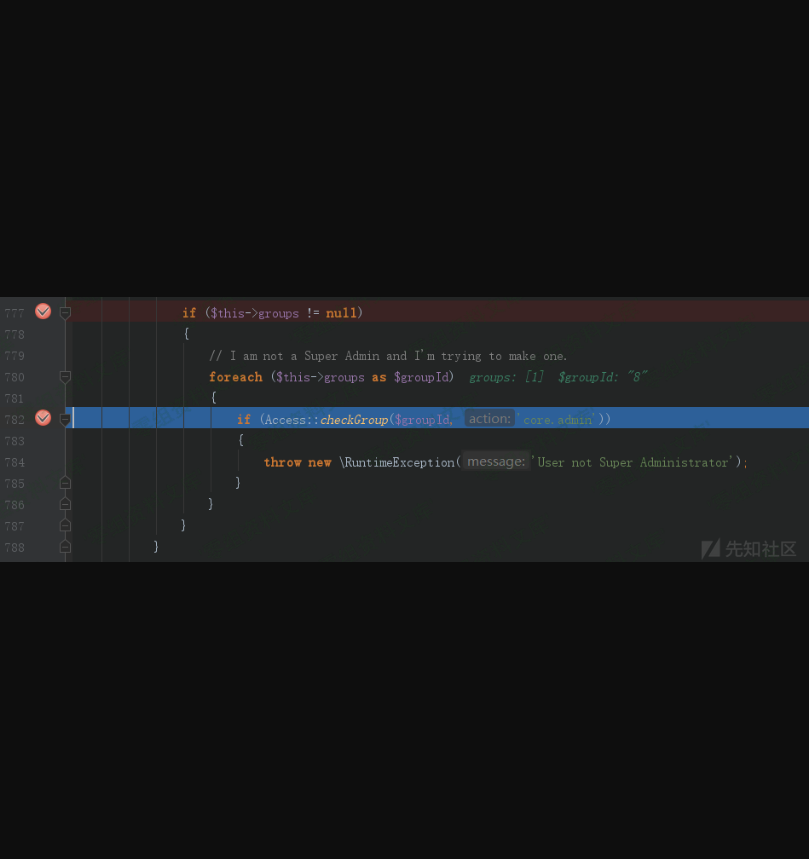 777 if ($this->groups != null)
778 {
779 // I am not a Super Admin and I'm trying to make one.
780 foreach ($this->groups as $groupId) groups: [1] $groupId: "8"
781 {
782 if (Access::checkGroup($groupId, action: 'core.admin'))
783 {
784 throw new \RuntimeException( message: 'User not Super Administrator');
785 }
786 }
787 }
788 }
先知社区